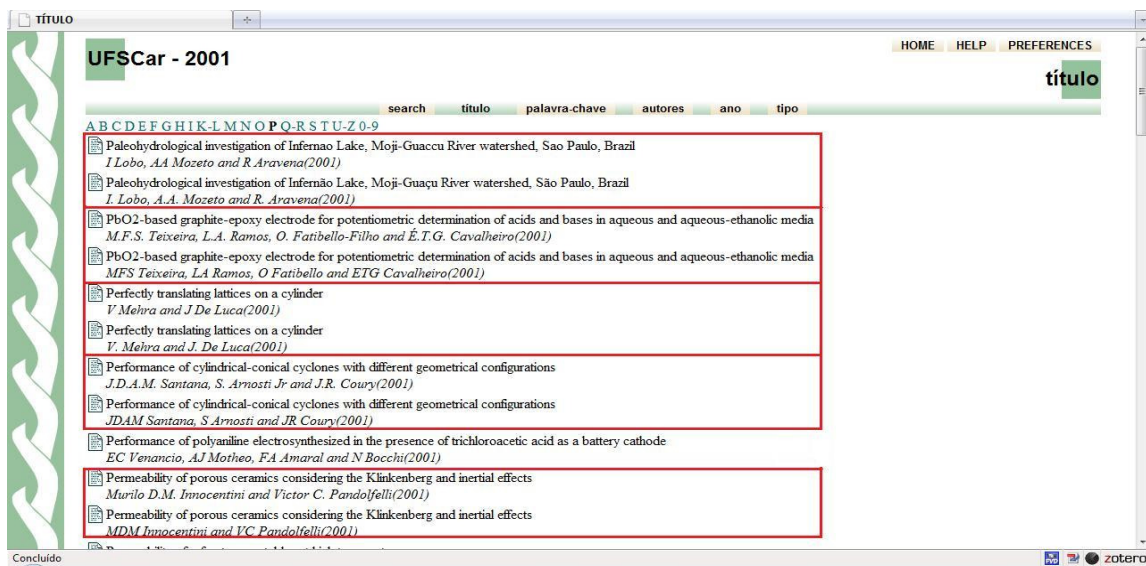 TÍTULO
UFSCar - 2001
HOME HELP PREFERENCES
título
search título palavra-chave autores ano tipo
A B C D E F G H I K-L M N O P Q-R S T U-Z 0-9
Paleohydrological investigation of Infernao Lake, Moji-Guaccu River watershed, Sao Paulo, Brazil
I Lobo, AA Mozeto and R Aravena(2001)
Paleohydrological investigation of Infernão Lake, Moji-Guaçu River watershed, São Paulo, Brazil
I. Lobo, A.A. Mozeto and R. Aravena(2001)
PbO2-based graphite-epoxy electrode for potentiometric determination of acids and bases in aqueous and aqueous-ethanolic media
M.F.S. Teixeira, L.A. Ramos, O. Fatibello-Filho and É.T.G. Cavalheiro(2001)
PbO2-based graphite-epoxy electrode for potentiometric determination of acids and bases in aqueous and aqueous-ethanolic media
MFS Teixeira, LA Ramos, O Fatibello and ETG Cavalheiro(2001)
Perfectly translating lattices on a cylinder
V Mehra and J De Luca(2001)
Perfectly translating lattices on a cylinder
V. Mehra and J. De Luca(2001)
Performance of cylindrical-conical cyclones with different geometrical configurations
J.D.A.M. Santana, S. Arnosti Jr and J.R. Coury(2001)
Performance of cylindrical-conical cyclones with different geometrical configurations
JDAM Santana, S Arnosti and JR Coury(2001)
Performance of polyaniline electrosynthesized in the presence of trichloroacetic acid as a battery cathode
EC Venancio, AJ Motheo, FA Amaral and N Bocchi(2001)
Permeability of porous ceramics considering the Klinkenberg and inertial effects
Murilo D.M. Innocentini and Victor C. Pandolfelli(2001)
Permeability of porous ceramics considering the Klinkenberg and inertial effects
MDM Innocentini and VC Pandolfelli(2001)
Concluído
zotero